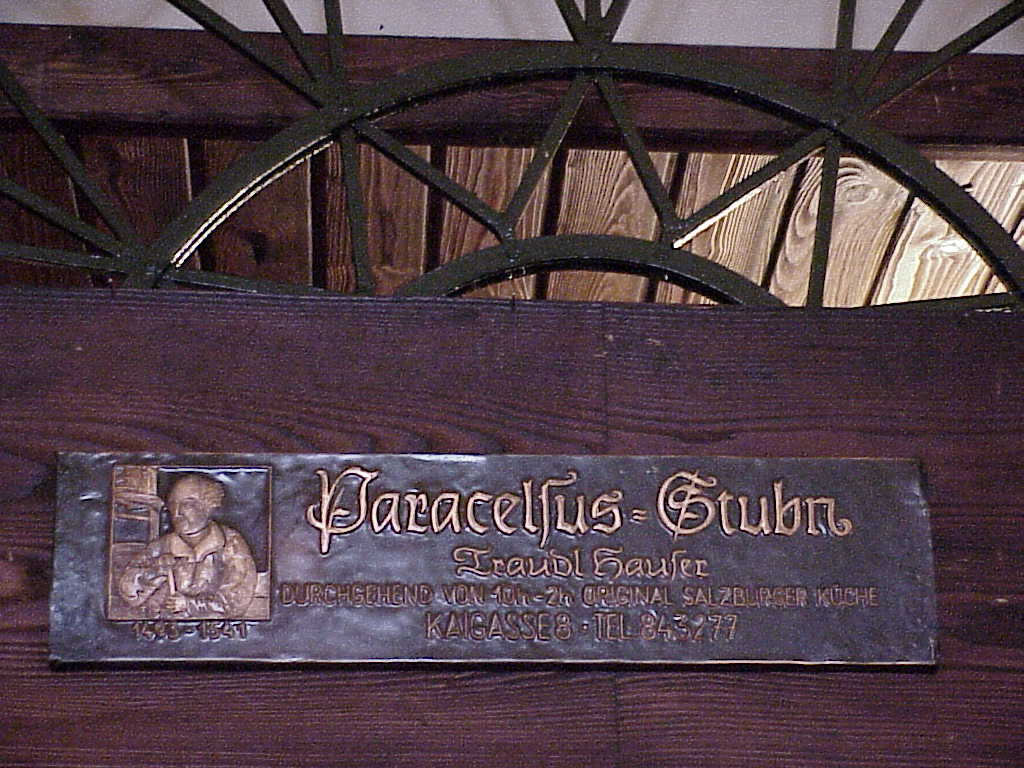 Paracelsus=Stubn
Traudl Hauser
DURCHGEHEND VON 10h-2h ORIGINAL SALZBURGER KÜCHE
KAIGASSE 8 · TEL 843277
1493-1541